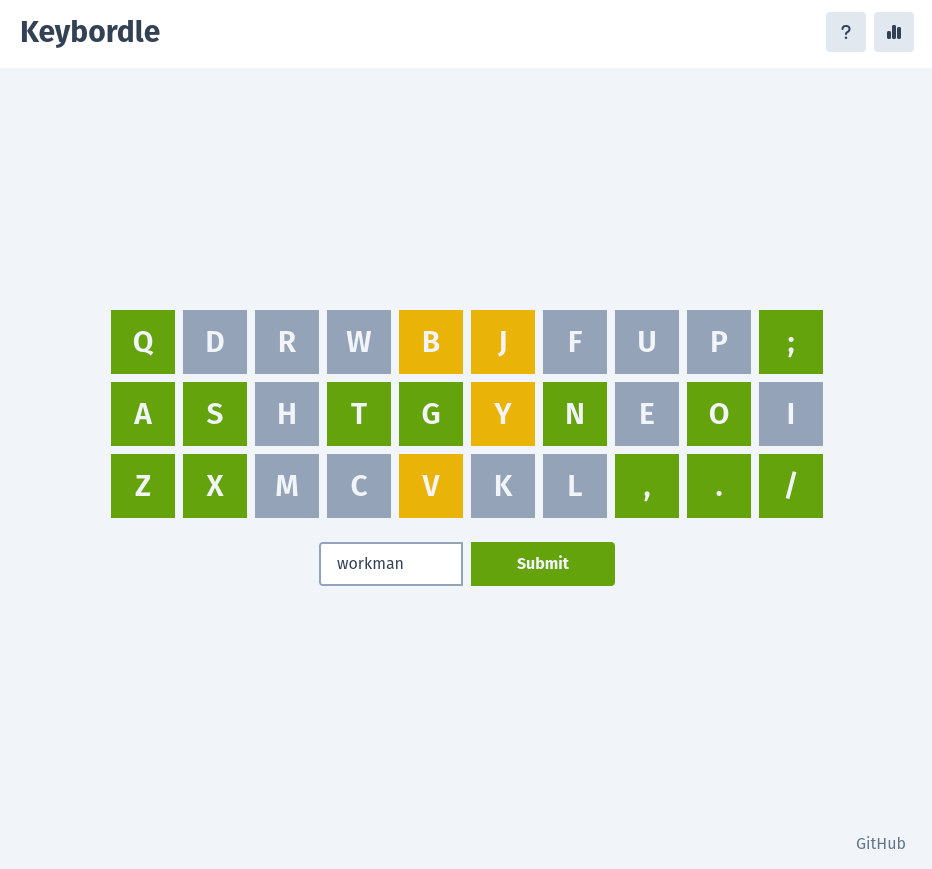 Keybordle ?
Q D R W B J F U P ;
A S H T G Y N E O I
Z X M C V K L , . /
workman Submit
GitHub